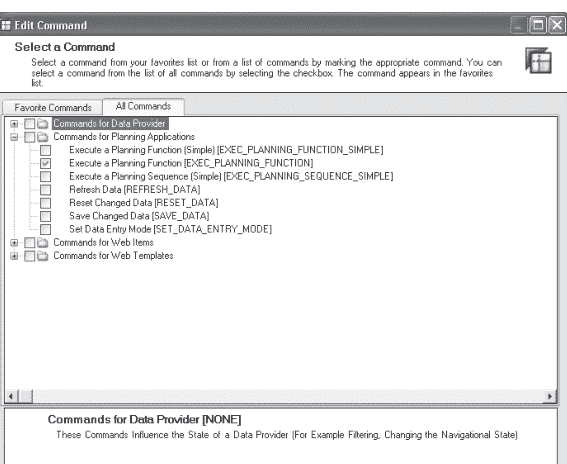 Edit Command
Select a Command
Select a command from your favorites list or from a list of commands by marking the appropriate command. You can
select a command from the list of all commands by selecting the checkbox. The command appears in the favorites
list.
Favorite Commands All Commands
Commands for Data Provider
Commands for Planning Applications
Execute a Planning Function (Simple) [EXEC_PLANNING_FUNCTION_SIMPLE]
Execute a Planning Function [EXEC_PLANNING_FUNCTION]
Execute a Planning Sequence (Simple) [EXEC_PLANNING_SEQUENCE_SIMPLE]
Refresh Data [REFRESH_DATA]
Reset Changed Data [RESET_DATA]
Save Changed Data [SAVE_DATA]
Set Data Entry Mode [SET_DATA_ENTRY_MODE]
Commands for Web Items
Commands for Web Templates
Commands for Data Provider [NONE]
These Commands Influence the State of a Data Provider (For Example Filtering, Changing the Navigational State)